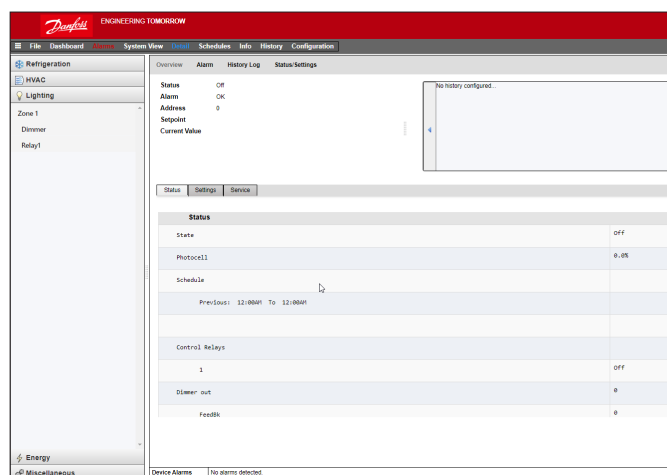 Danfoss ENGINEERING TOMORROW
File Dashboard Alarms System View Detail Schedules Info History Configuration
Refrigeration
HVAC
Lighting
Zone 1
Dimmer
Relay1
Energy
Miscellaneous
Overview Alarm History Log Status/Settings
Status Off
Alarm OK
Address 0
Setpoint
Current Value
No history configured...
Status Settings Service
Status
State Off
Photocell 0.0%
Schedule
Previous: 12:00AM To 12:00AM
Control Relays
1 Off
Dimmer out 0
FeedBk 0
Device Alarms No alarms detected.